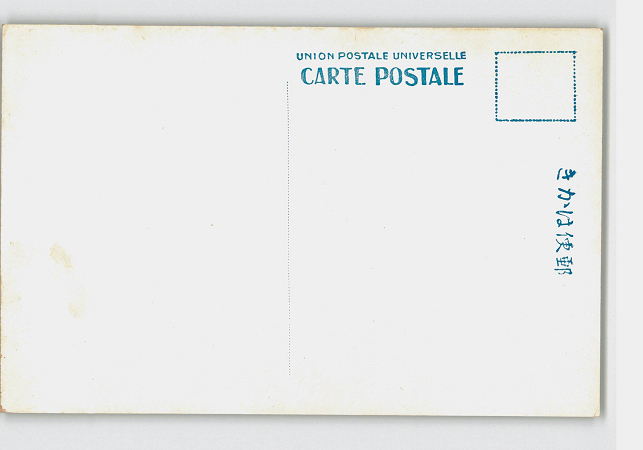 UNION POSTALE UNIVERSELLE
CARTE POSTALE
きかは便郵